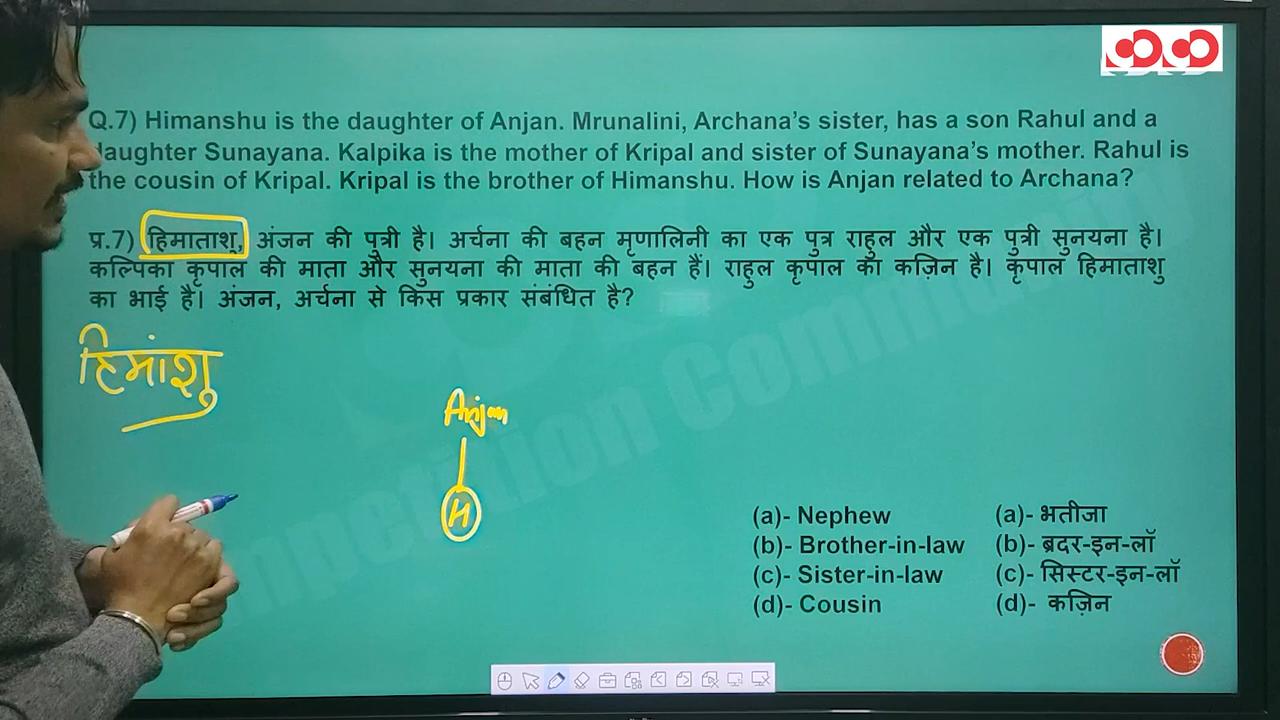 Q.7) Himanshu is the daughter of Anjan. Mrunalini, Archana's sister, has a son Rahul and a
daughter Sunayana. Kalpika is the mother of Kripal and sister of Sunayana's mother. Rahul is
the cousin of Kripal. Kripal is the brother of Himanshu. How is Anjan related to Archana?
प्र.7) हिमाताशु, अंजन की पुत्री है। अर्चना की बहन मृणालिनी का एक पुत्र राहुल और एक पुत्री सुनयना है।
कल्पिका कृपाल की माता और सुनयना की माता की बहन हैं। राहुल कृपाल का कज़िन है। कृपाल हिमाताशु
का भाई है। अंजन, अर्चना से किस प्रकार संबंधित है?
हिमांशु
Anjan
H
(a)- Nephew (a)- भतीजा
(b)- Brother-in-law (b)- ब्रदर-इन-लॉ
(c)- Sister-in-law (c)- सिस्टर-इन-लॉ
(d)- Cousin (d)- कज़िन